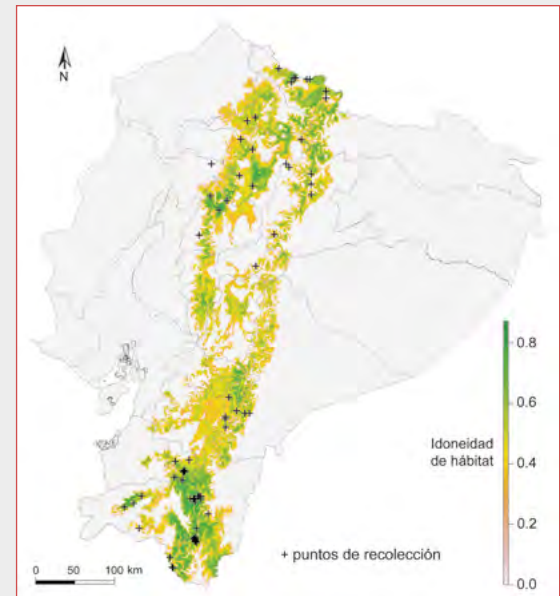 N
0.8
0.6
Idoneidad
de hábitat
0.4
0.2
+ puntos de recolección
0.0
0 50 100 km